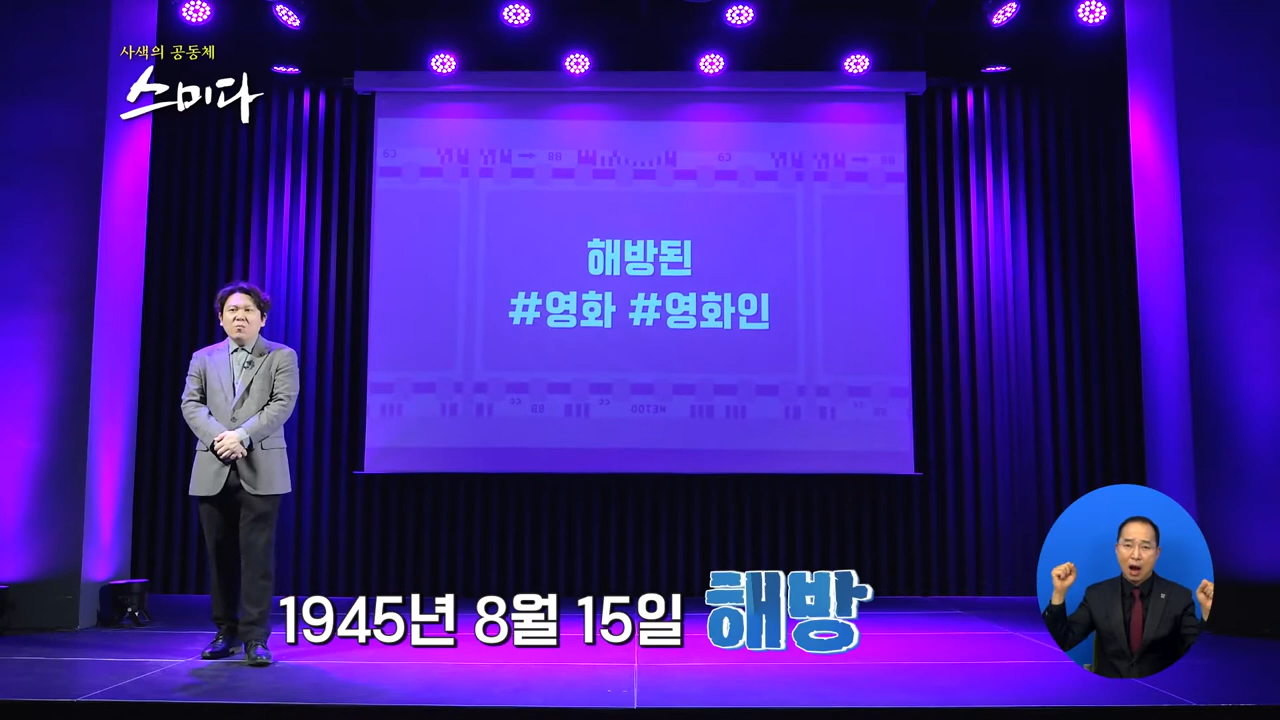 사색의 공동체
스미다
해방된
#영화 #영화인
1945년 8월 15일 해방